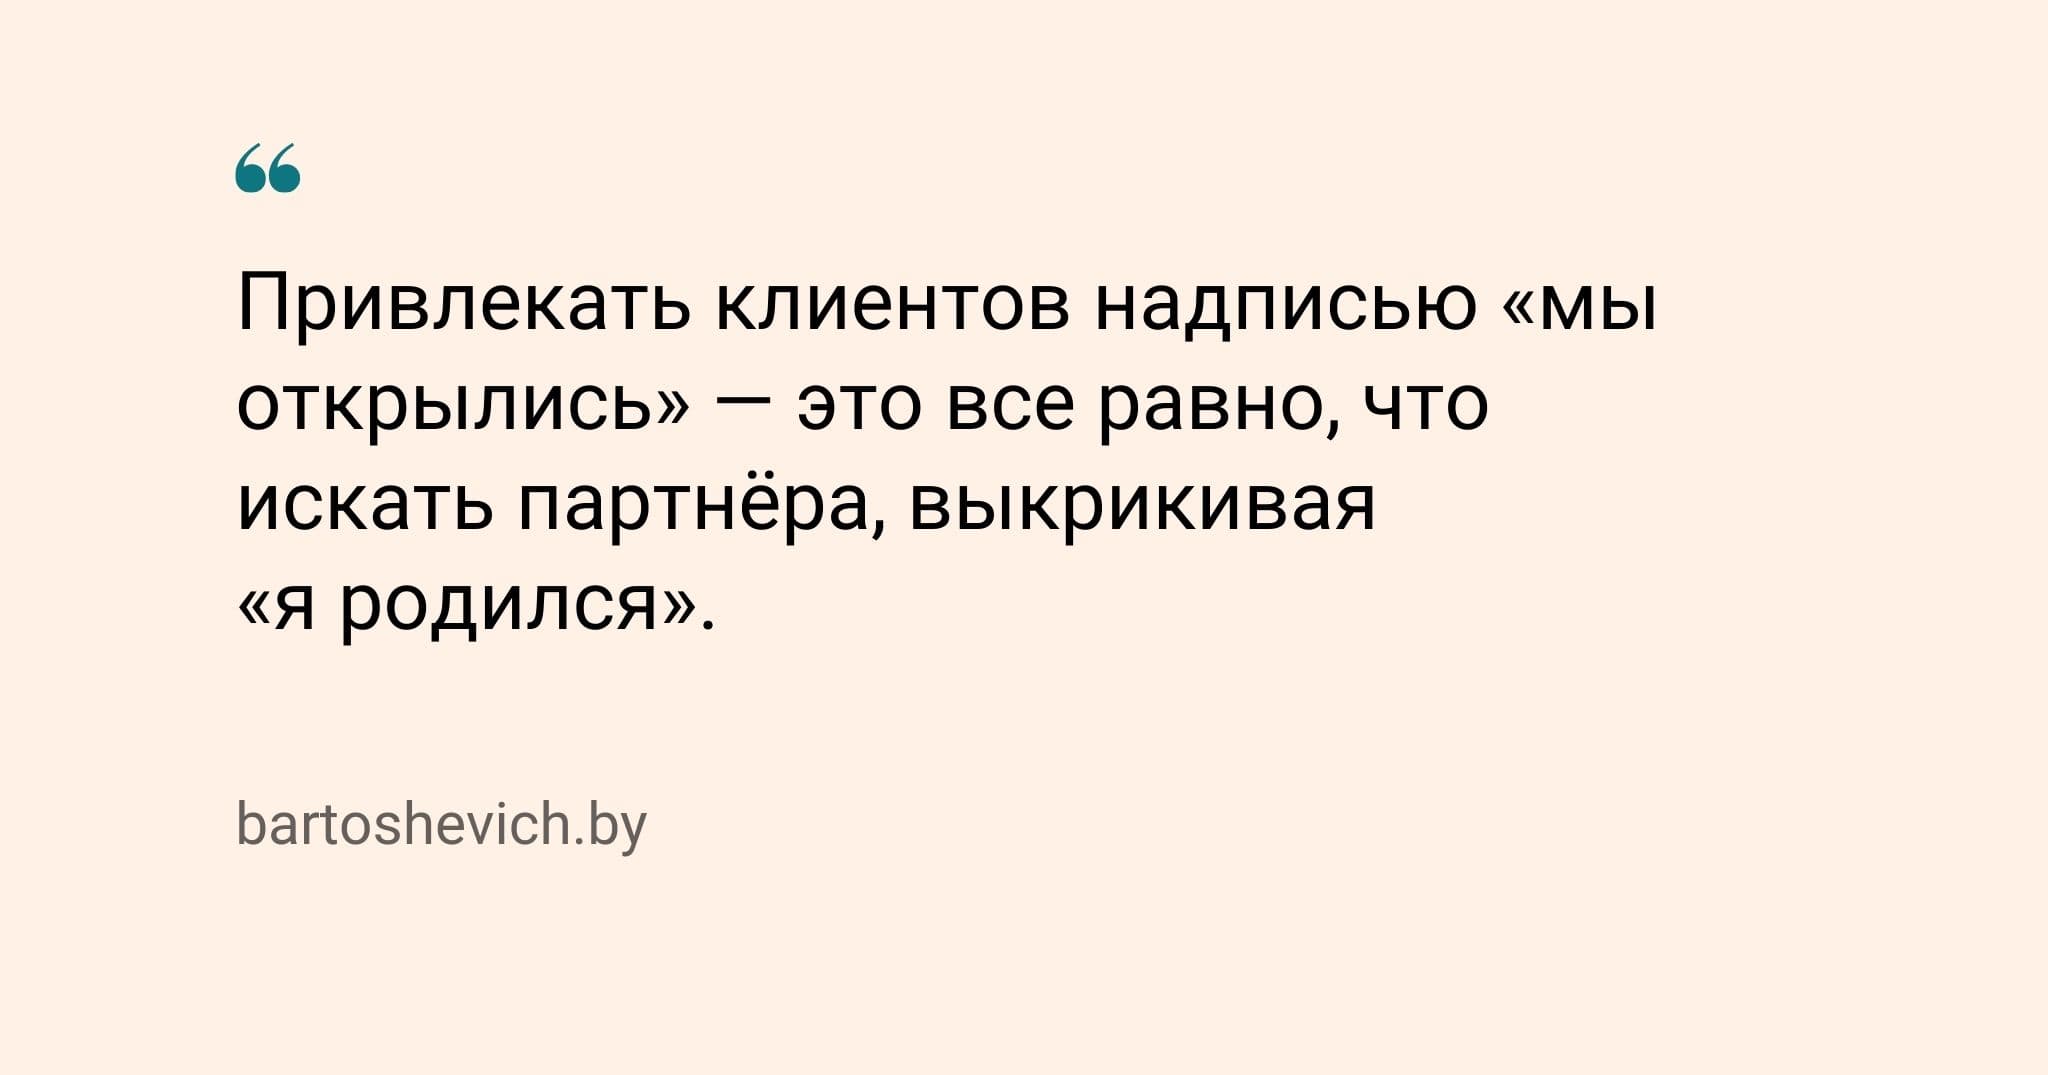 “
Привлекать клиентов надписью «мы
открылись» — это все равно, что
искать партнёра, выкрикивая
«я родился».
bartoshevich.by